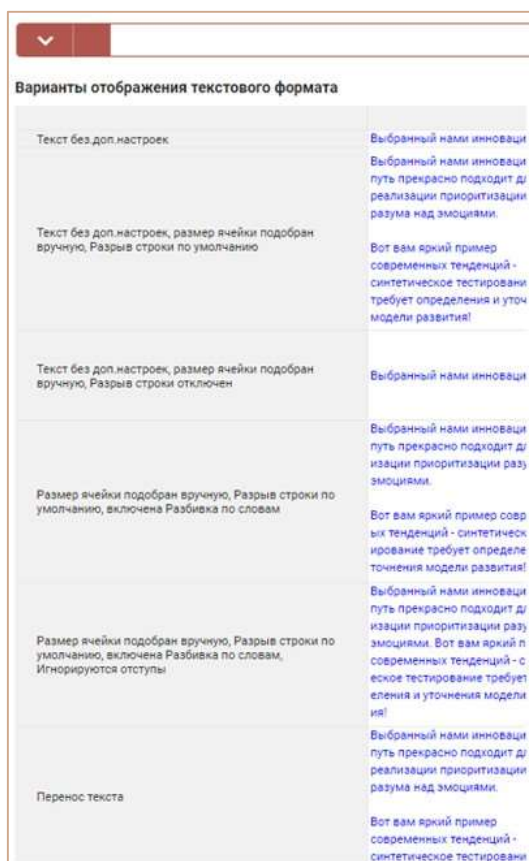 Варианты отображения текстового формата
Текст без.доп.настроек
Выбранный нами инноваци
Текст без доп.настроек, размер ячейки подобран
вручную, Разрыв строки по умолчанию
Выбранный нами инноваци
путь прекрасно подходит д
реализации приоритизации
разума над эмоциями.
Вот вам яркий пример
современных тенденций -
синтетическое тестировани
требует определения и уточ
модели развития!
Текст без доп.настроек, размер ячейки подобран
вручную, Разрыв строки отключен
Выбранный нами инноваци
Размер ячейки подобран вручную, Разрыв строки по
умолчанию, включена Разбивка по словам
Выбранный нами инноваци
путь прекрасно подходит д
изации приоритизации разу
эмоциями.
Вот вам яркий пример совр
ых тенденций - синтетическ
ирование требует определе
точнения модели развития!
Размер ячейки подобран вручную, Разрыв строки по
умолчанию, включена Разбивка по словам,
Игнорируются отступы
Выбранный нами инноваци
путь прекрасно подходит д
изации приоритизации разу
эмоциями. Вот вам яркий п
современных тенденций - с
еское тестирование требует
еления и уточнения модели
ия!
Перенос текста
Выбранный нами инноваци
путь прекрасно подходит д
реализации приоритизации
разума над эмоциями.
Вот вам яркий пример
современных тенденций -
синтетическое тестировани